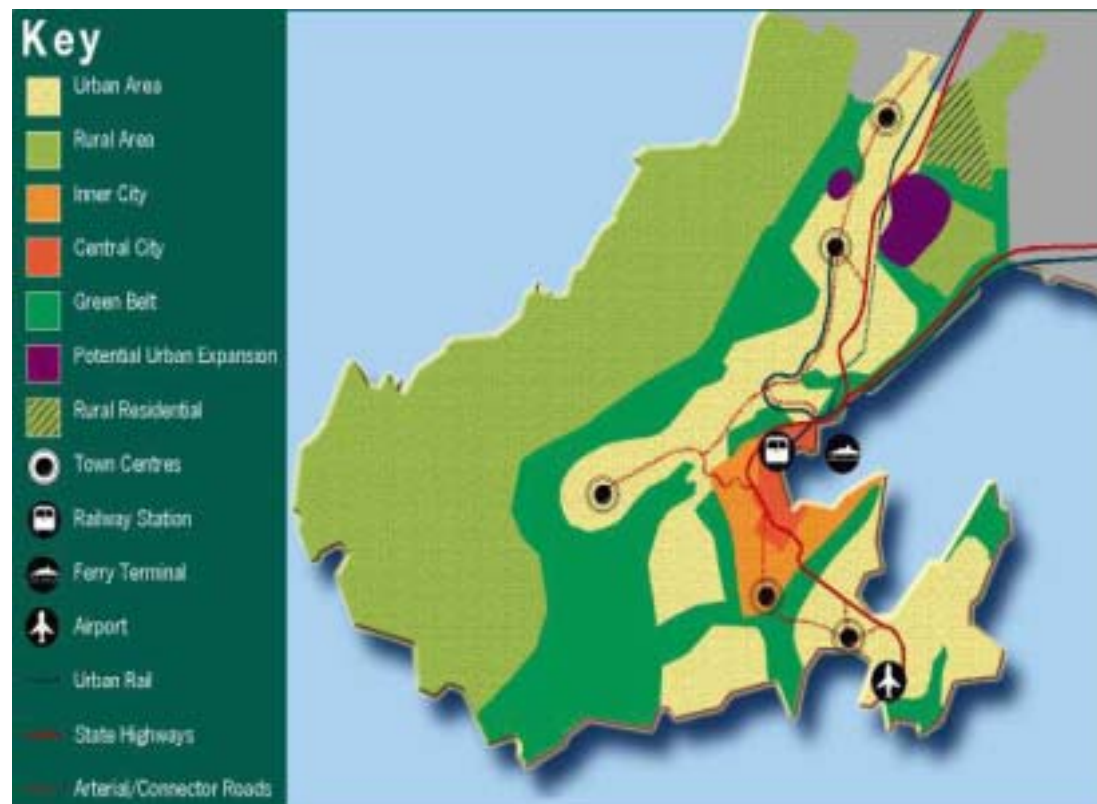 Key
Urban Area
Rural Area
Inner City
Central City
Green Belt
Potential Urban Expansion
Rural Residential
Town Centres
Railway Station
Ferry Terminal
Airport
Urban Rail
State Highways
Arterial/Connector Roads